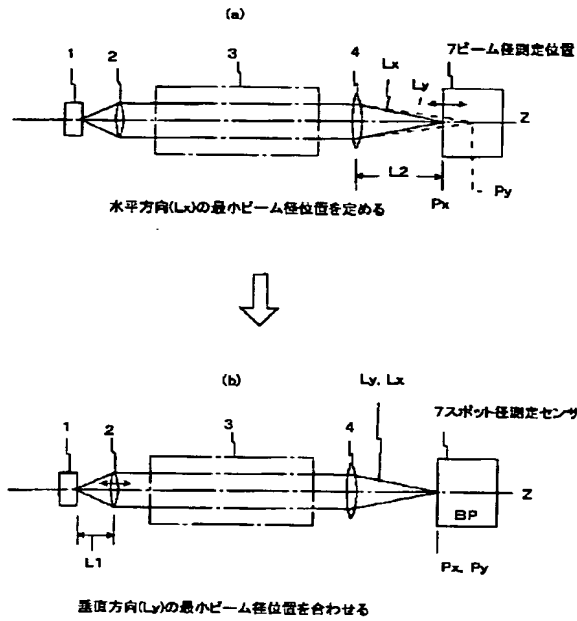 (a)
1 2 3 4 Lx Ly 7ビーム径測定位置
Z
L2
Px
Py
水平方向(Lx)の最小ビーム径位置を定める
(b)
1 2 3 4 Ly, Lx 7スポット径測定センサ
Z
BP
L1
Px, Py
垂直方向(Ly)の最小ビーム径位置を合わせる